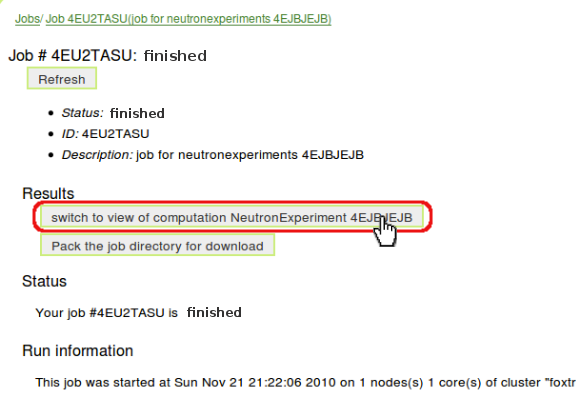 Jobs/ Job 4EU2TASU(job for neutronexperiments 4EJBJEJB)
Job # 4EU2TASU: finished
Refresh
• Status: finished
• ID: 4EU2TASU
• Description: job for neutronexperiments 4EJBJEJB
Results
switch to view of computation NeutronExperiment 4EJBJEJB
Pack the job directory for download
Status
Your job #4EU2TASU is finished
Run information
This job was started at Sun Nov 21 21:22:06 2010 on 1 nodes(s) 1 core(s) of cluster "foxtr